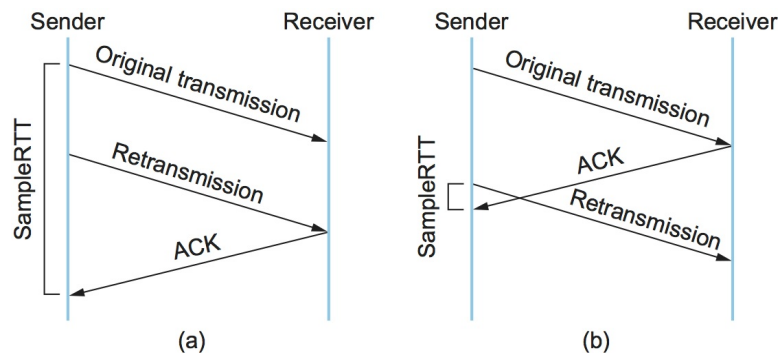 Sender
Receiver
Original transmission
Retransmission
ACK
SampleRTT
(a)
Sender
Receiver
Original transmission
ACK
Retransmission
SampleRTT
(b)